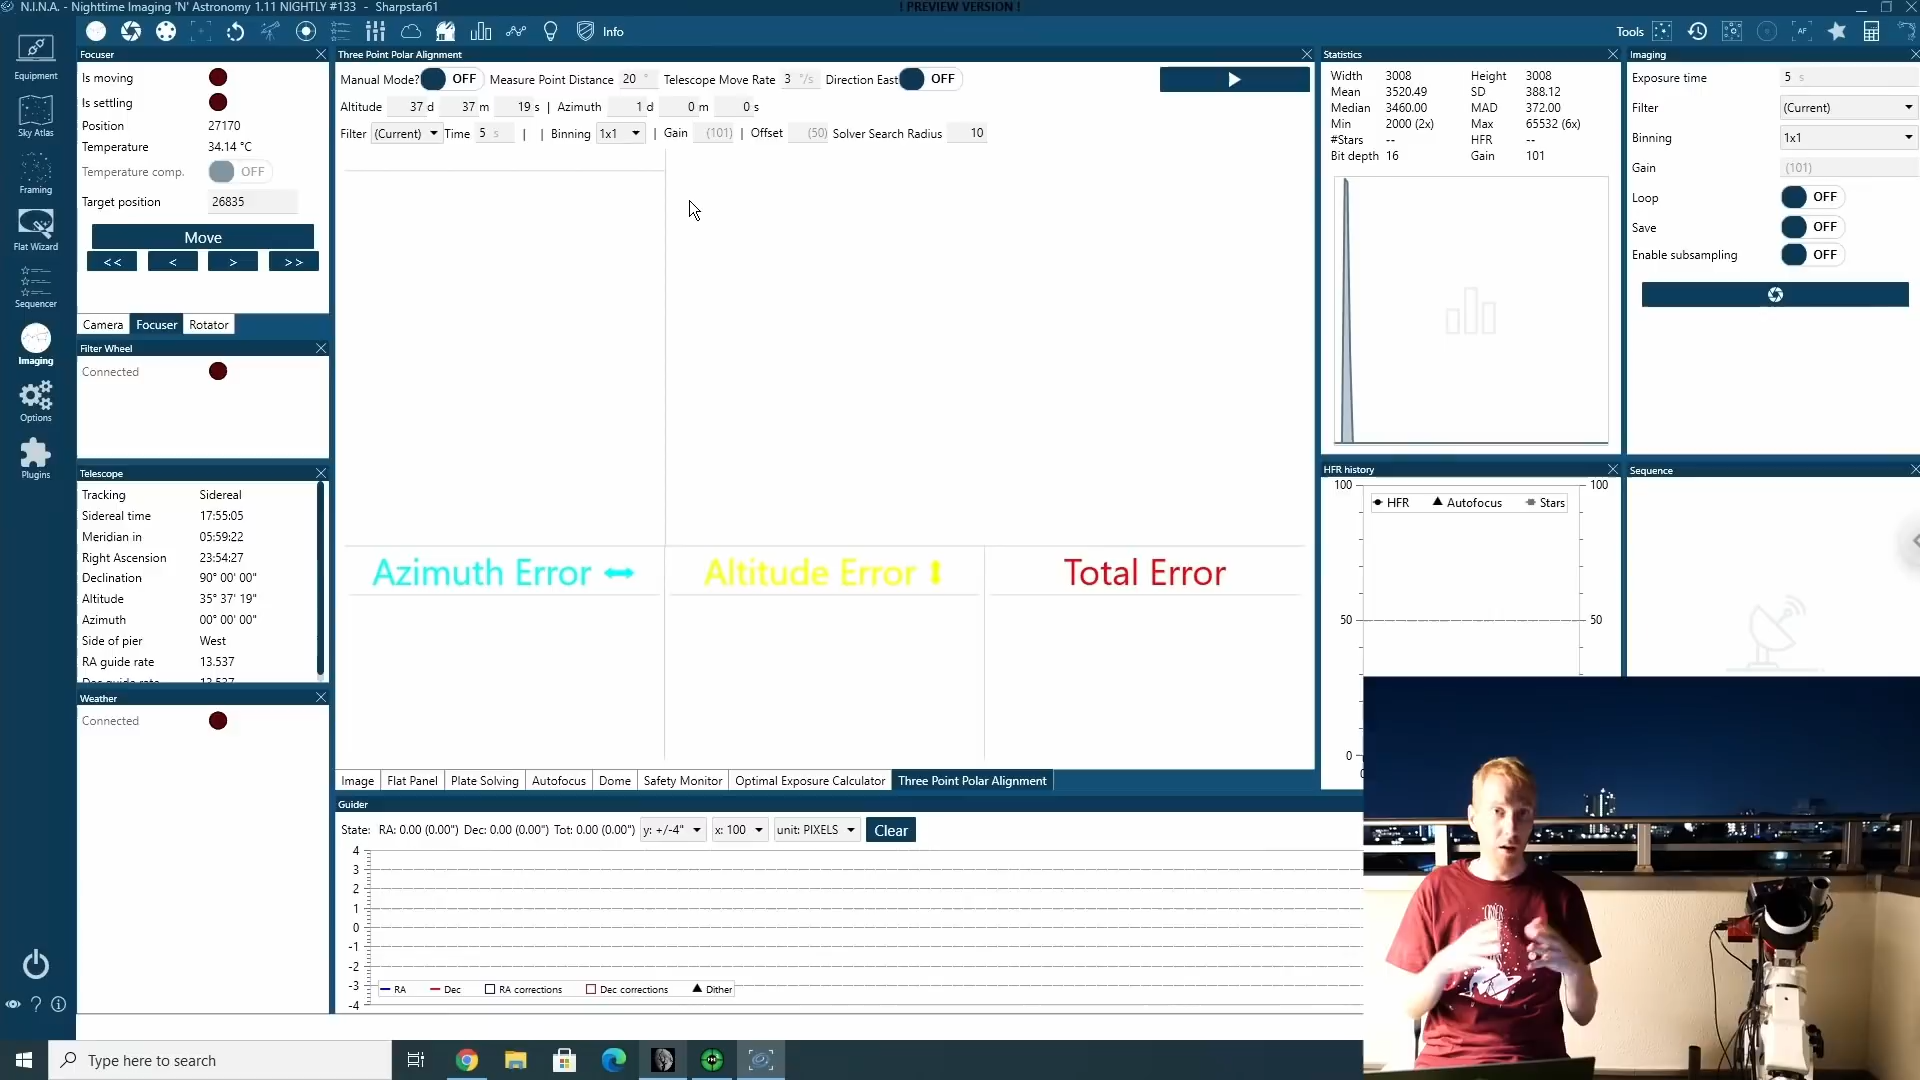 N.I.N.A. - Nighttime Imaging 'N' Astronomy 1.11 NIGHTLY #133 - Sharpstar61
! PREVIEW VERSION !
Info
Tools
AF
Equipment
Sky Atlas
Framing
Flat Wizard
Sequencer
Imaging
Options
Plugins
Focuser
Is moving
Is settling
Position 27170
Temperature 34.14 °C
Temperature comp. OFF
Target position 26835
Move
<< < > >>
Camera Focuser Rotator
Filter Wheel
Connected
Telescope
Tracking Sidereal
Sidereal time 17:55:05
Meridian in 05:59:22
Right Ascension 23:54:27
Declination 90° 00' 00"
Altitude 35° 37' 19"
Azimuth 00° 00' 00"
Side of pier West
RA guide rate 13.537
Dec guide rate 13.537
Weather
Connected
Three Point Polar Alignment
Manual Mode? OFF Measure Point Distance 20 ° Telescope Move Rate 3 °/s Direction East OFF
Altitude 37 d 37 m 19 s | Azimuth 1 d 0 m 0 s
Filter (Current) Time 5 s | | Binning 1x1 | Gain (101) | Offset (50) Solver Search Radius 10
Azimuth Error
Altitude Error
Total Error
Image Flat Panel Plate Solving Autofocus Dome Safety Monitor Optimal Exposure Calculator Three Point Polar Alignment
Guider
State: RA: 0.00 (0.00") Dec: 0.00 (0.00") Tot: 0.00 (0.00") y: +/-4" x: 100 unit: PIXELS Clear
4
3
2
1
0
-1
-2
-3
-4
RA Dec RA corrections Dec corrections Dither
Statistics
Width 3008 Height 3008
Mean 3520.49 SD 388.12
Median 3460.00 MAD 372.00
Min 2000 (2x) Max 65532 (6x)
#Stars -- HFR --
Bit depth 16 Gain 101
HFR history
100 100
HFR Autofocus Stars
50 50
0
Imaging
Exposure time 5 s
Filter (Current)
Binning 1x1
Gain (101)
Loop OFF
Save OFF
Enable subsampling OFF
Sequence
Type here to search